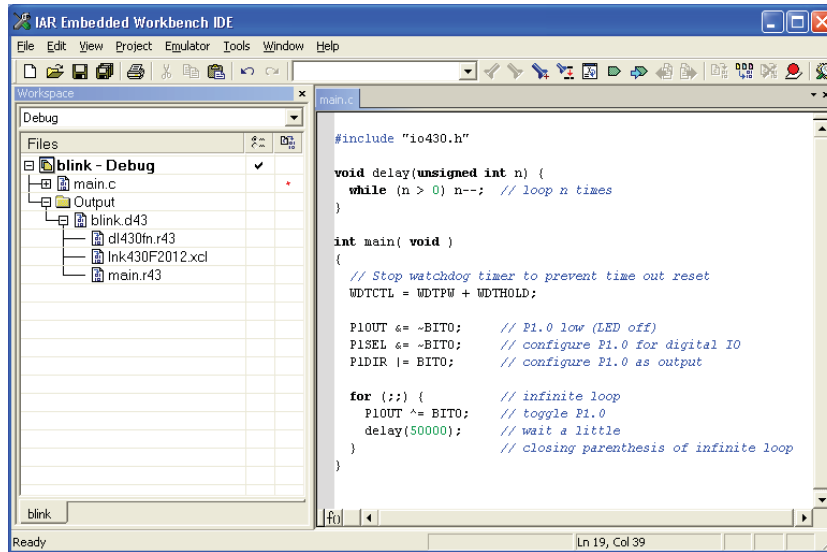 IAR Embedded Workbench IDE
File Edit View Project Emulator Tools Window Help
Workspace
Debug
Files
blink - Debug
main.c
Output
blink.d43
dl430fn.r43
lnk430F2012.xcl
main.r43
blink
main.c
#include "io430.h"
void delay(unsigned int n) {
while (n > 0) n--; // loop n times
}
int main( void )
{
// Stop watchdog timer to prevent time out reset
WDTCTL = WDTPW + WDTHOLD;
P1OUT &= ~BIT0; // P1.0 low (LED off)
P1SEL &= ~BIT0; // configure P1.0 for digital IO
P1DIR |= BIT0; // configure P1.0 as output
for (;;) { // infinite loop
P1OUT ^= BIT0; // toggle P1.0
delay(50000); // wait a little
} // closing parenthesis of infinite loop
}
f0
Ready
Ln 19, Col 39